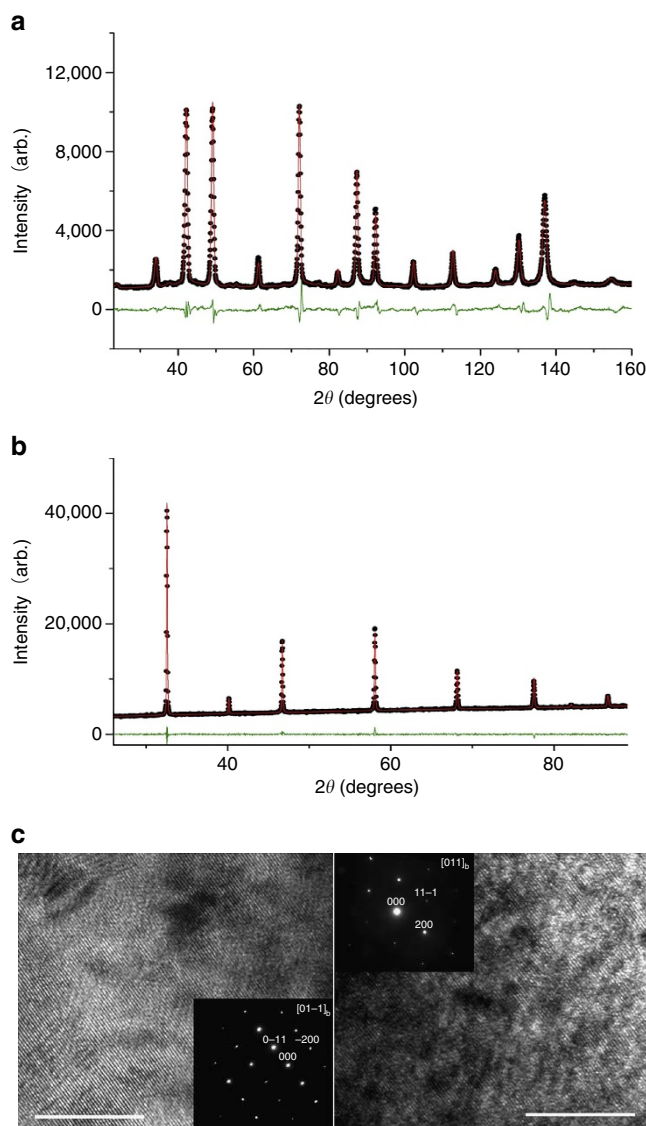 a
12,000
8,000
4,000
0
Intensity (arb.)
40 60 80 100 120 140 160
2θ (degrees)
b
40,000
20,000
0
Intensity (arb.)
40 60 80
2θ (degrees)
c
[01–1]b
0–11 –200
000
[011]b
11–1
000
200